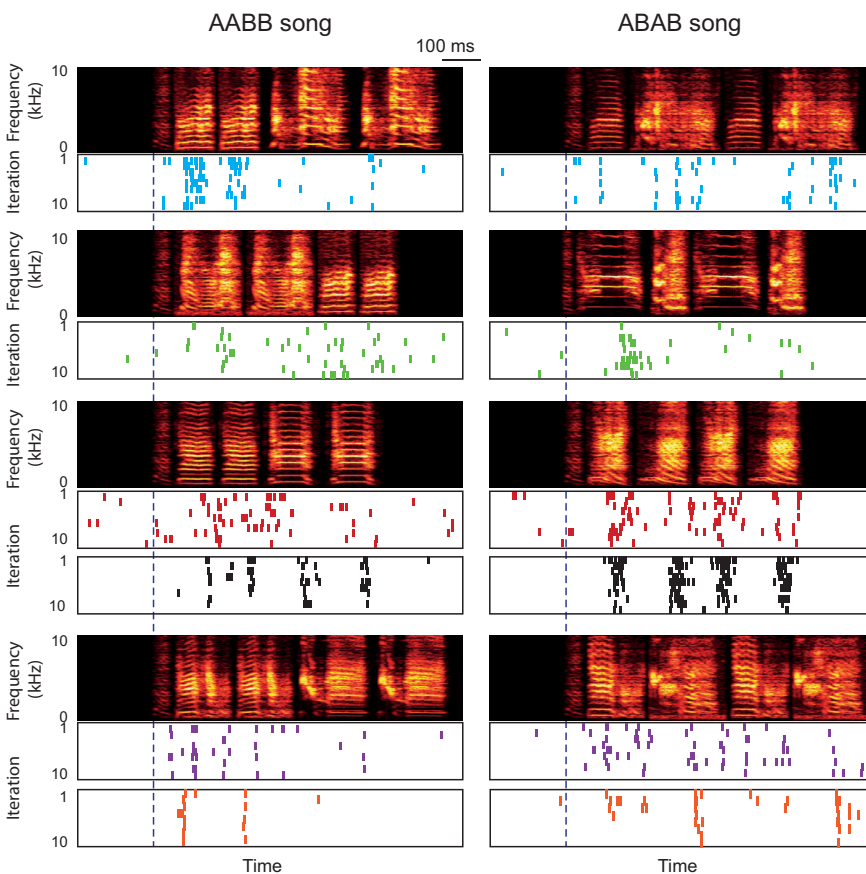 AABB song
ABAB song
100 ms
10
Frequency
(kHz)
0
1
Iteration
10
10
Frequency
(kHz)
0
1
Iteration
10
10
Frequency
(kHz)
0
1
10
Iteration
1
10
10
Frequency
(kHz)
0
1
10
Iteration
1
10
Time
Time